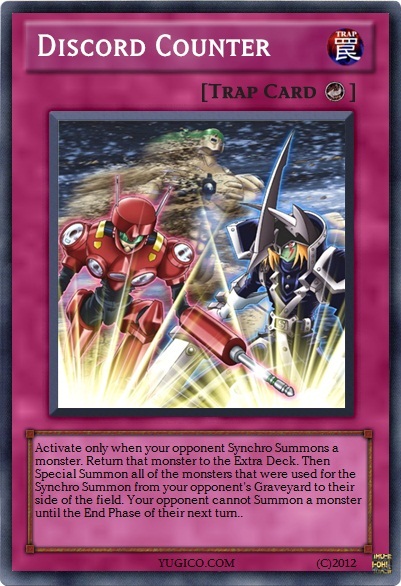 DISCORD COUNTER
TRAP
罠
[TRAP CARD ]
Activate only when your opponent Synchro Summons a
monster. Return that monster to the Extra Deck. Then
Special Summon all of the monsters that were used for the
Synchro Summon from your opponent's Graveyard to their
side of the field. Your opponent cannot Summon a monster
until the End Phase of their next turn..
YUGICO.COM
(C)2012